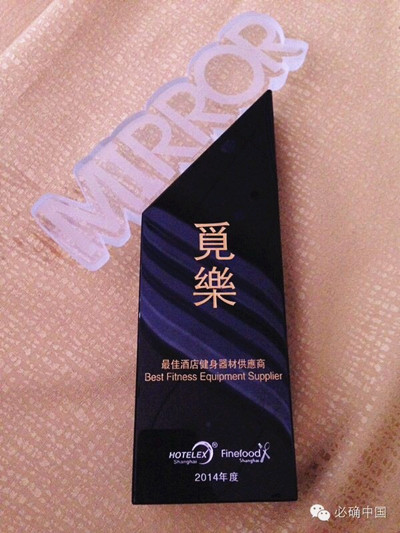 MIRROR
覓
樂
最佳酒店健身器材供應商
Best Fitness Equipment Supplier
HOTELEX® Finefood
Shanghai Shanghai
2014年度
必确中国